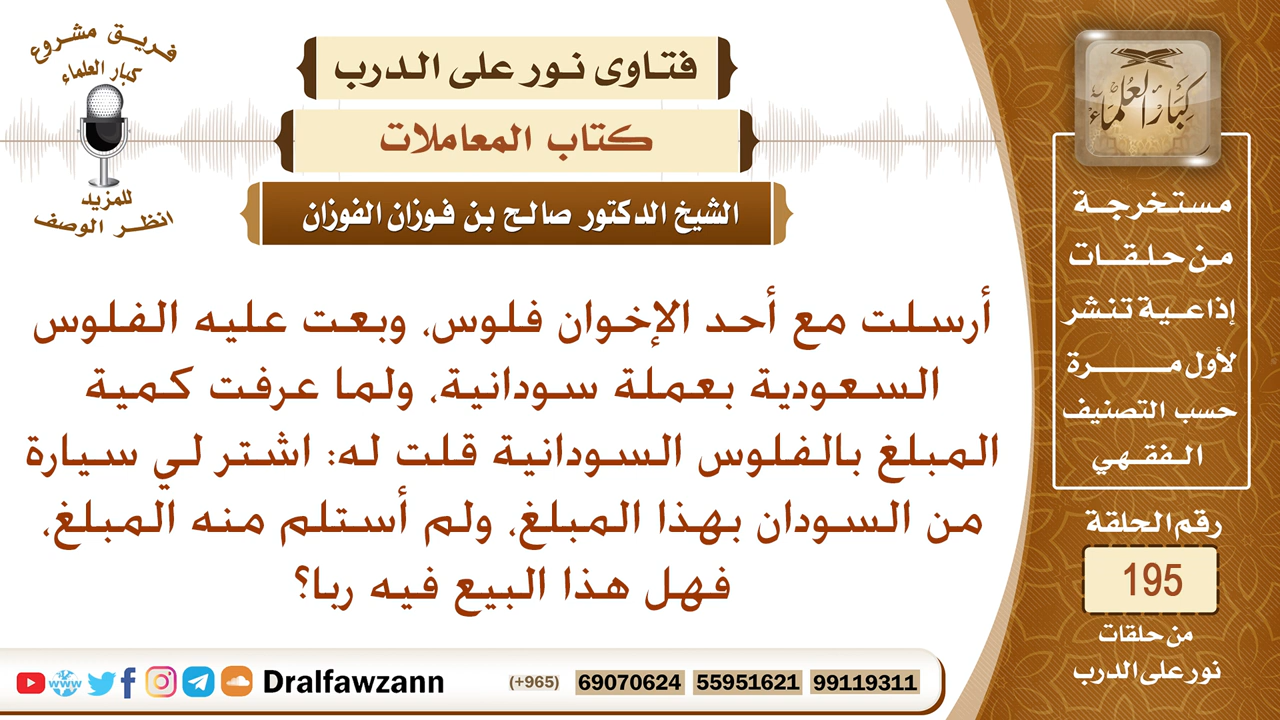 فريق مشروع
كبار العلماء
للمزيد
انظر الوصف
فتاوى نور على الدرب
كتاب المعاملات
الشيخ الدكتور صالح بن فوزان الفوزان
أرسلت مع أحد الإخوان فلوس، وبعت عليه الفلوس
السعودية بعملة سودانية، ولما عرفت كمية
المبلغ بالفلوس السودانية قلت له: اشتر لي سيارة
من السودان بهذا المبلغ، ولم أستلم منه المبلغ،
فهل هذا البيع فيه ربا؟
كبار العلماء
مستخرجة
من حلقات
إذاعية تنشر
لأول مرة
حسب التصنيف
الفقهي
رقم الحلقة
195
من حلقات
نور على الدرب
www Dralfawzann (+965) 69070624 55951621 99119311